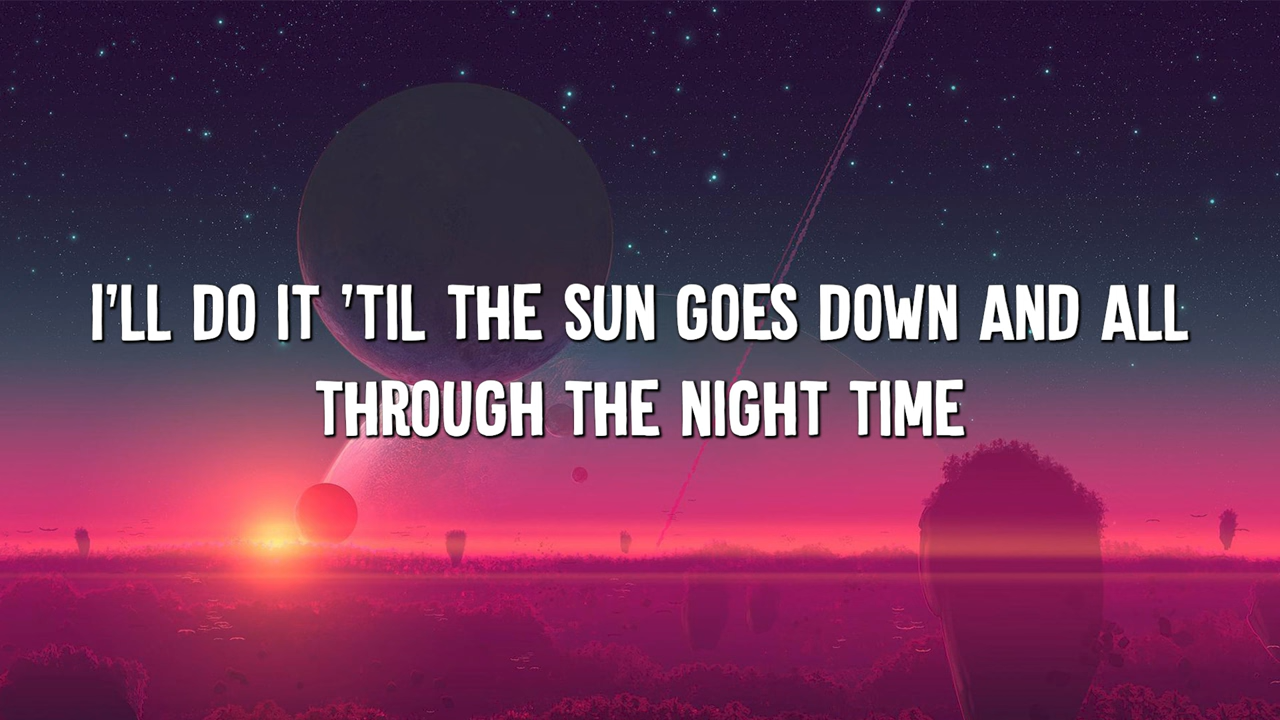 I'LL DO IT 'TIL THE SUN GOES DOWN AND ALL
THROUGH THE NIGHT TIME